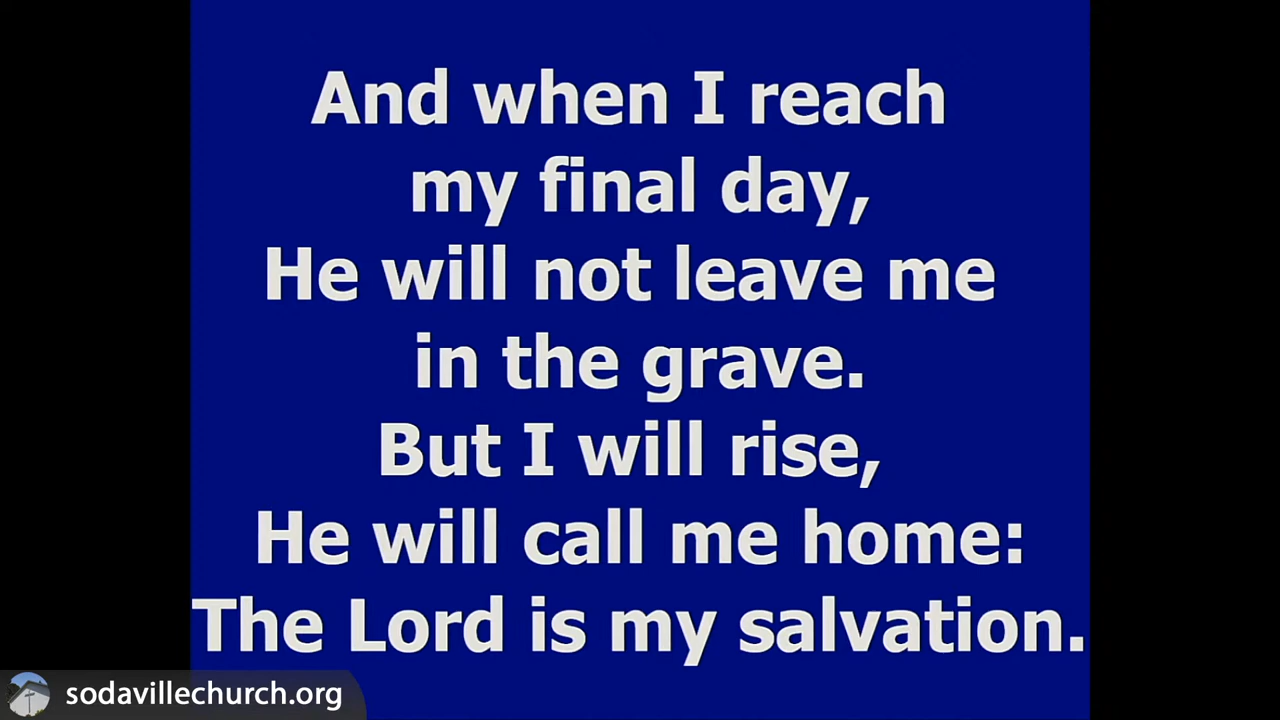 And when I reach
my final day,
He will not leave me
in the grave.
But I will rise,
He will call me home:
The Lord is my salvation.
sodavillechurch.org